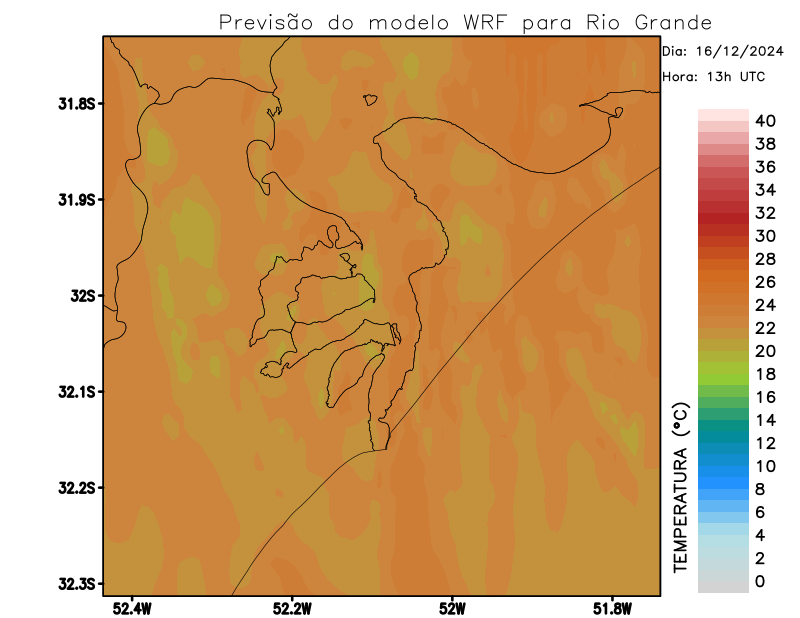 Previsão do modelo WRF para Rio Grande
Dia: 16/12/2024
Hora: 13h UTC
31.8S
31.9S
32S
32.1S
32.2S
32.3S
52.4W
52.2W
52W
51.8W
TEMPERATURA (°C)
40
38
36
34
32
30
28
26
24
22
20
18
16
14
12
10
8
6
4
2
0